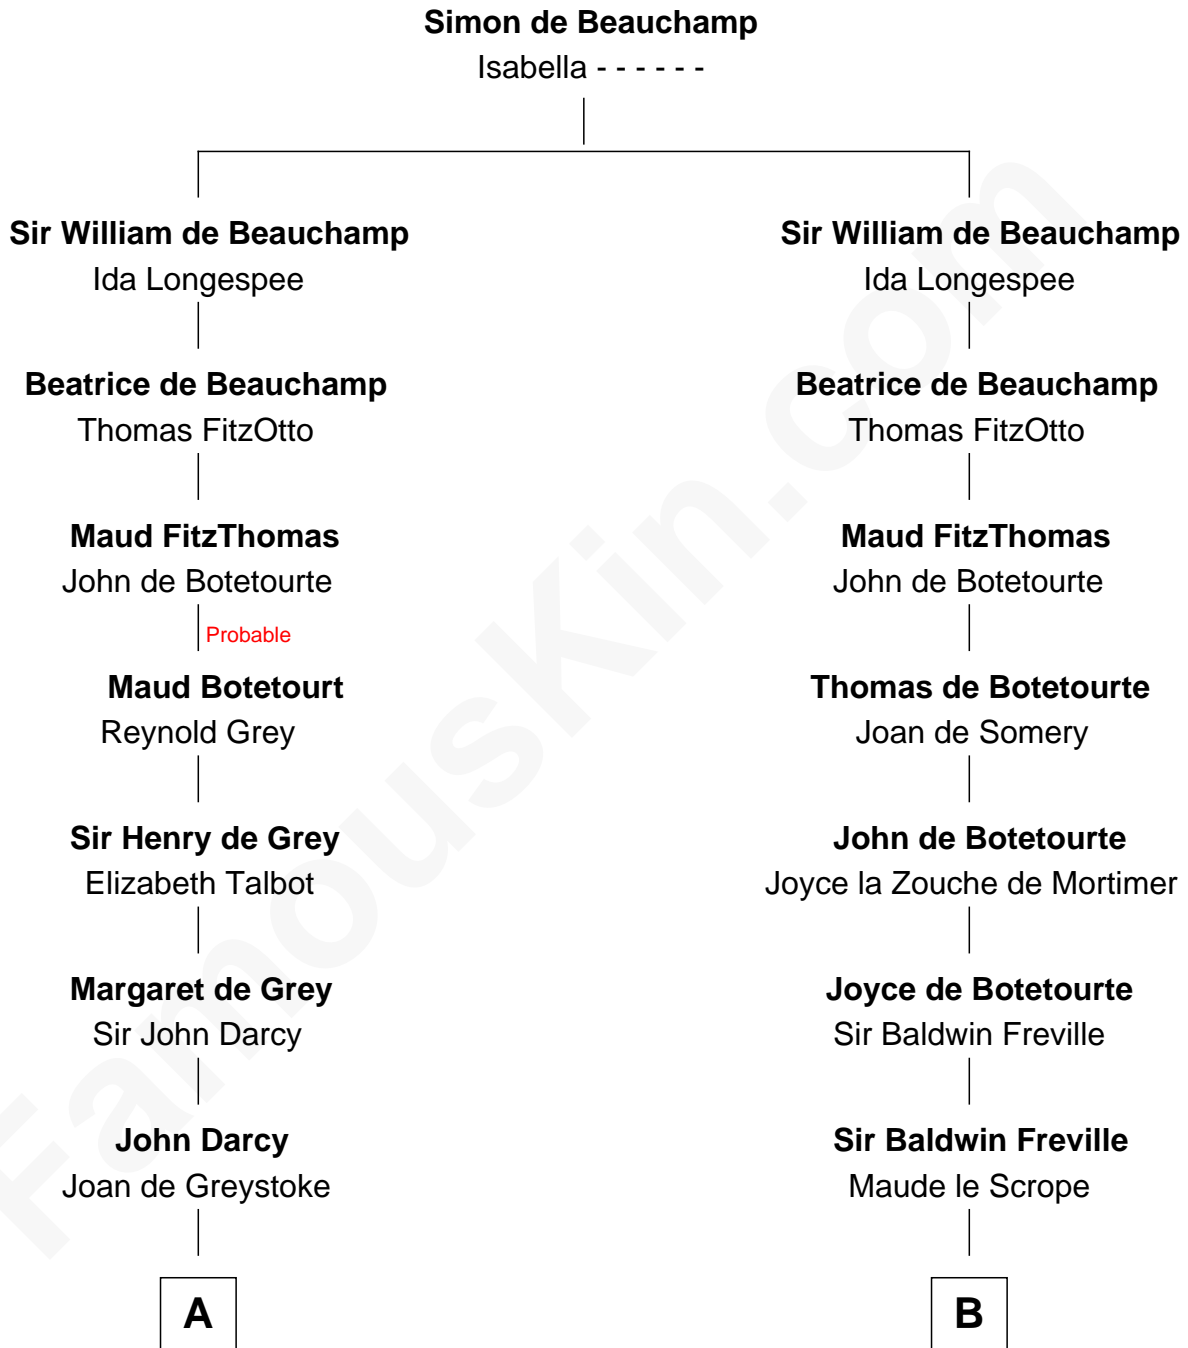 Simon de Beauchamp
Isabella - - - - - -
Sir William de Beauchamp
Ida Longespee
Beatrice de Beauchamp
Thomas FitzOtto
Maud FitzThomas
John de Botetourte
Probable
Maud Botetourt
Reynold Grey
Sir Henry de Grey
Elizabeth Talbot
Margaret de Grey
Sir John Darcy
John Darcy
Joan de Greystoke
A
Sir William de Beauchamp
Ida Longespee
Beatrice de Beauchamp
Thomas FitzOtto
Maud FitzThomas
John de Botetourte
Thomas de Botetourte
Joan de Somery
John de Botetourte
Joyce la Zouche de Mortimer
Joyce de Botetourte
Sir Baldwin Freville
Sir Baldwin Freville
Maude le Scrope
B
FamousKin.com